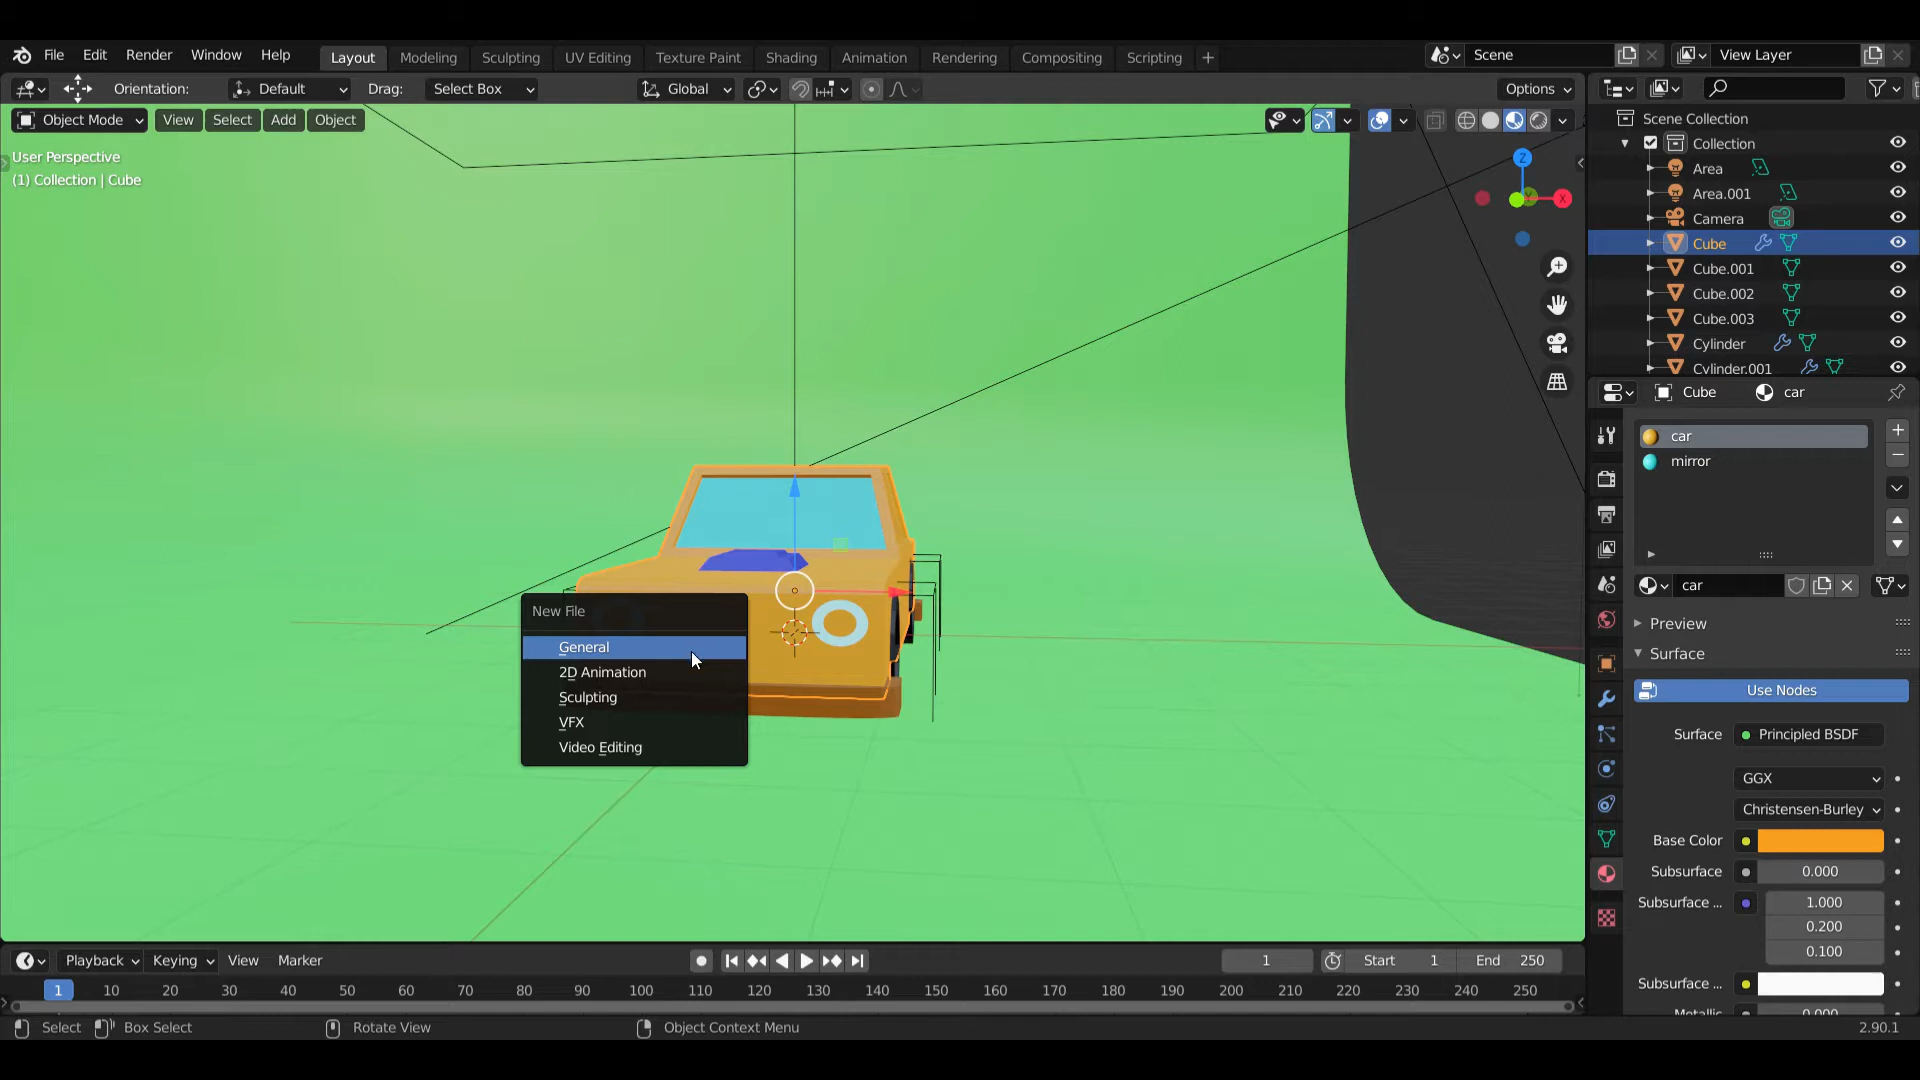 File Edit Render Window Help Layout Modeling Sculpting UV Editing Texture Paint Shading Animation Rendering Compositing Scripting + Scene View Layer
Orientation: Default Drag: Select Box Global Options
Object Mode View Select Add Object
User Perspective
(1) Collection | Cube
Z
X
New File
General
2D Animation
Sculpting
VFX
Video Editing
Scene Collection
Collection
Area
Area.001
Camera
Cube
Cube.001
Cube.002
Cube.003
Cylinder
Cylinder.001
Cube car
car
mirror
car
Preview
Surface
Use Nodes
Surface Principled BSDF
GGX
Christensen-Burley
Base Color
Subsurface 0.000
Subsurface ... 1.000
0.200
0.100
Subsurface ...
Metallic 0.000
Playback Keying View Marker 1 Start 1 End 250
1 10 20 30 40 50 60 70 80 90 100 110 120 130 140 150 160 170 180 190 200 210 220 230 240 250
Select Box Select Rotate View Object Context Menu 2.90.1